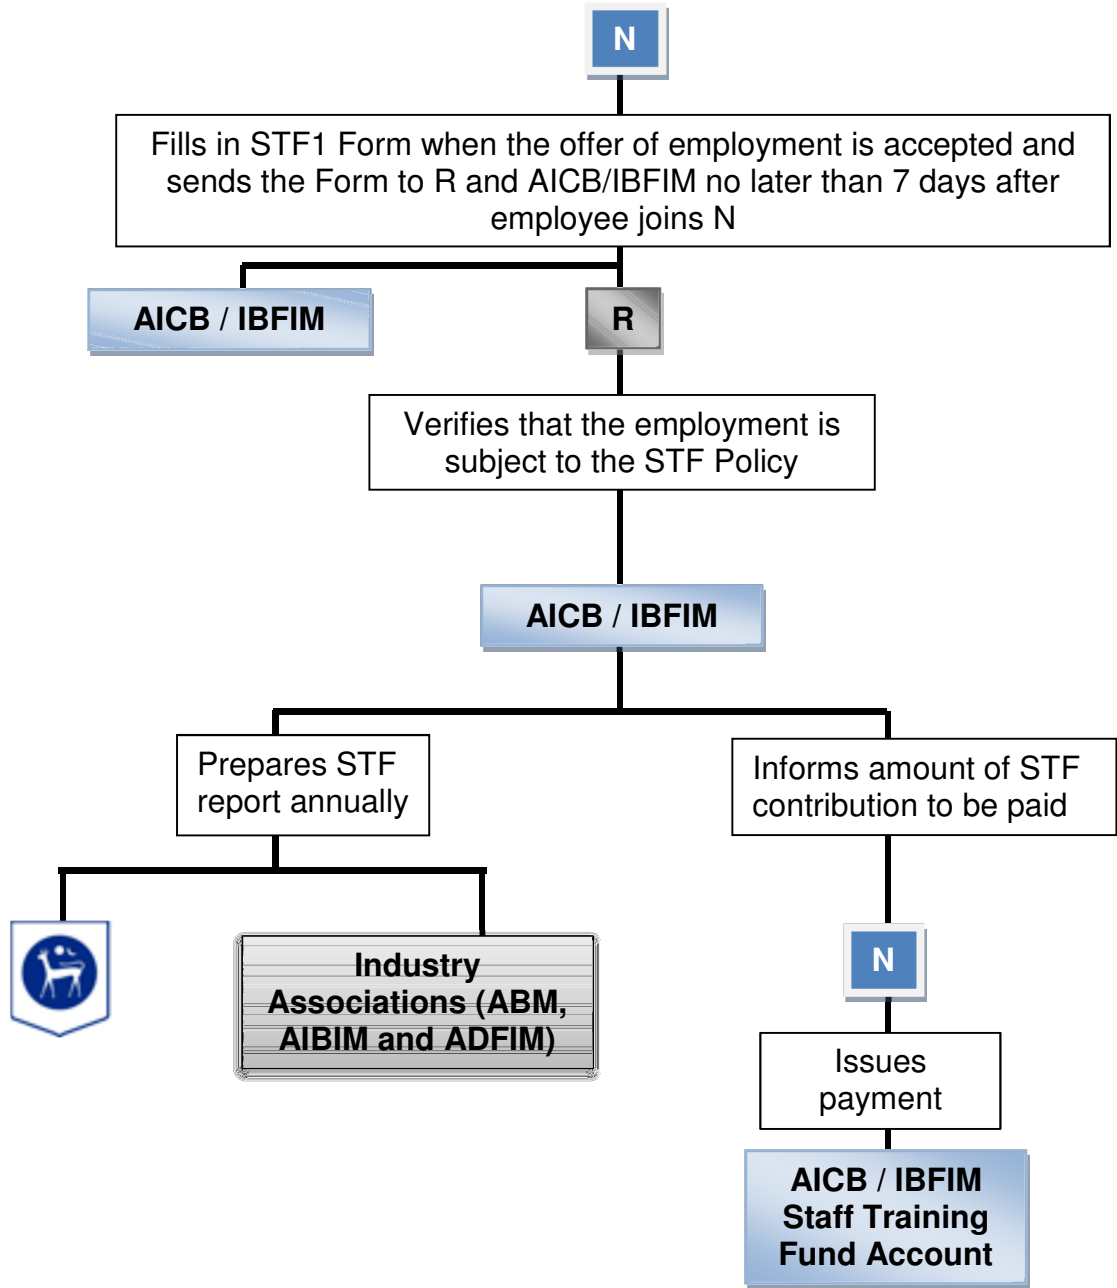 N
Fills in STF1 Form when the offer of employment is accepted and
sends the Form to R and AICB/IBFIM no later than 7 days after
employee joins N
AICB / IBFIM
R
Verifies that the employment is
subject to the STF Policy
AICB / IBFIM
Prepares STF
report annually
Informs amount of STF
contribution to be paid
Industry
Associations (ABM,
AIBIM and ADFIM)
N
Issues
payment
AICB / IBFIM
Staff Training
Fund Account